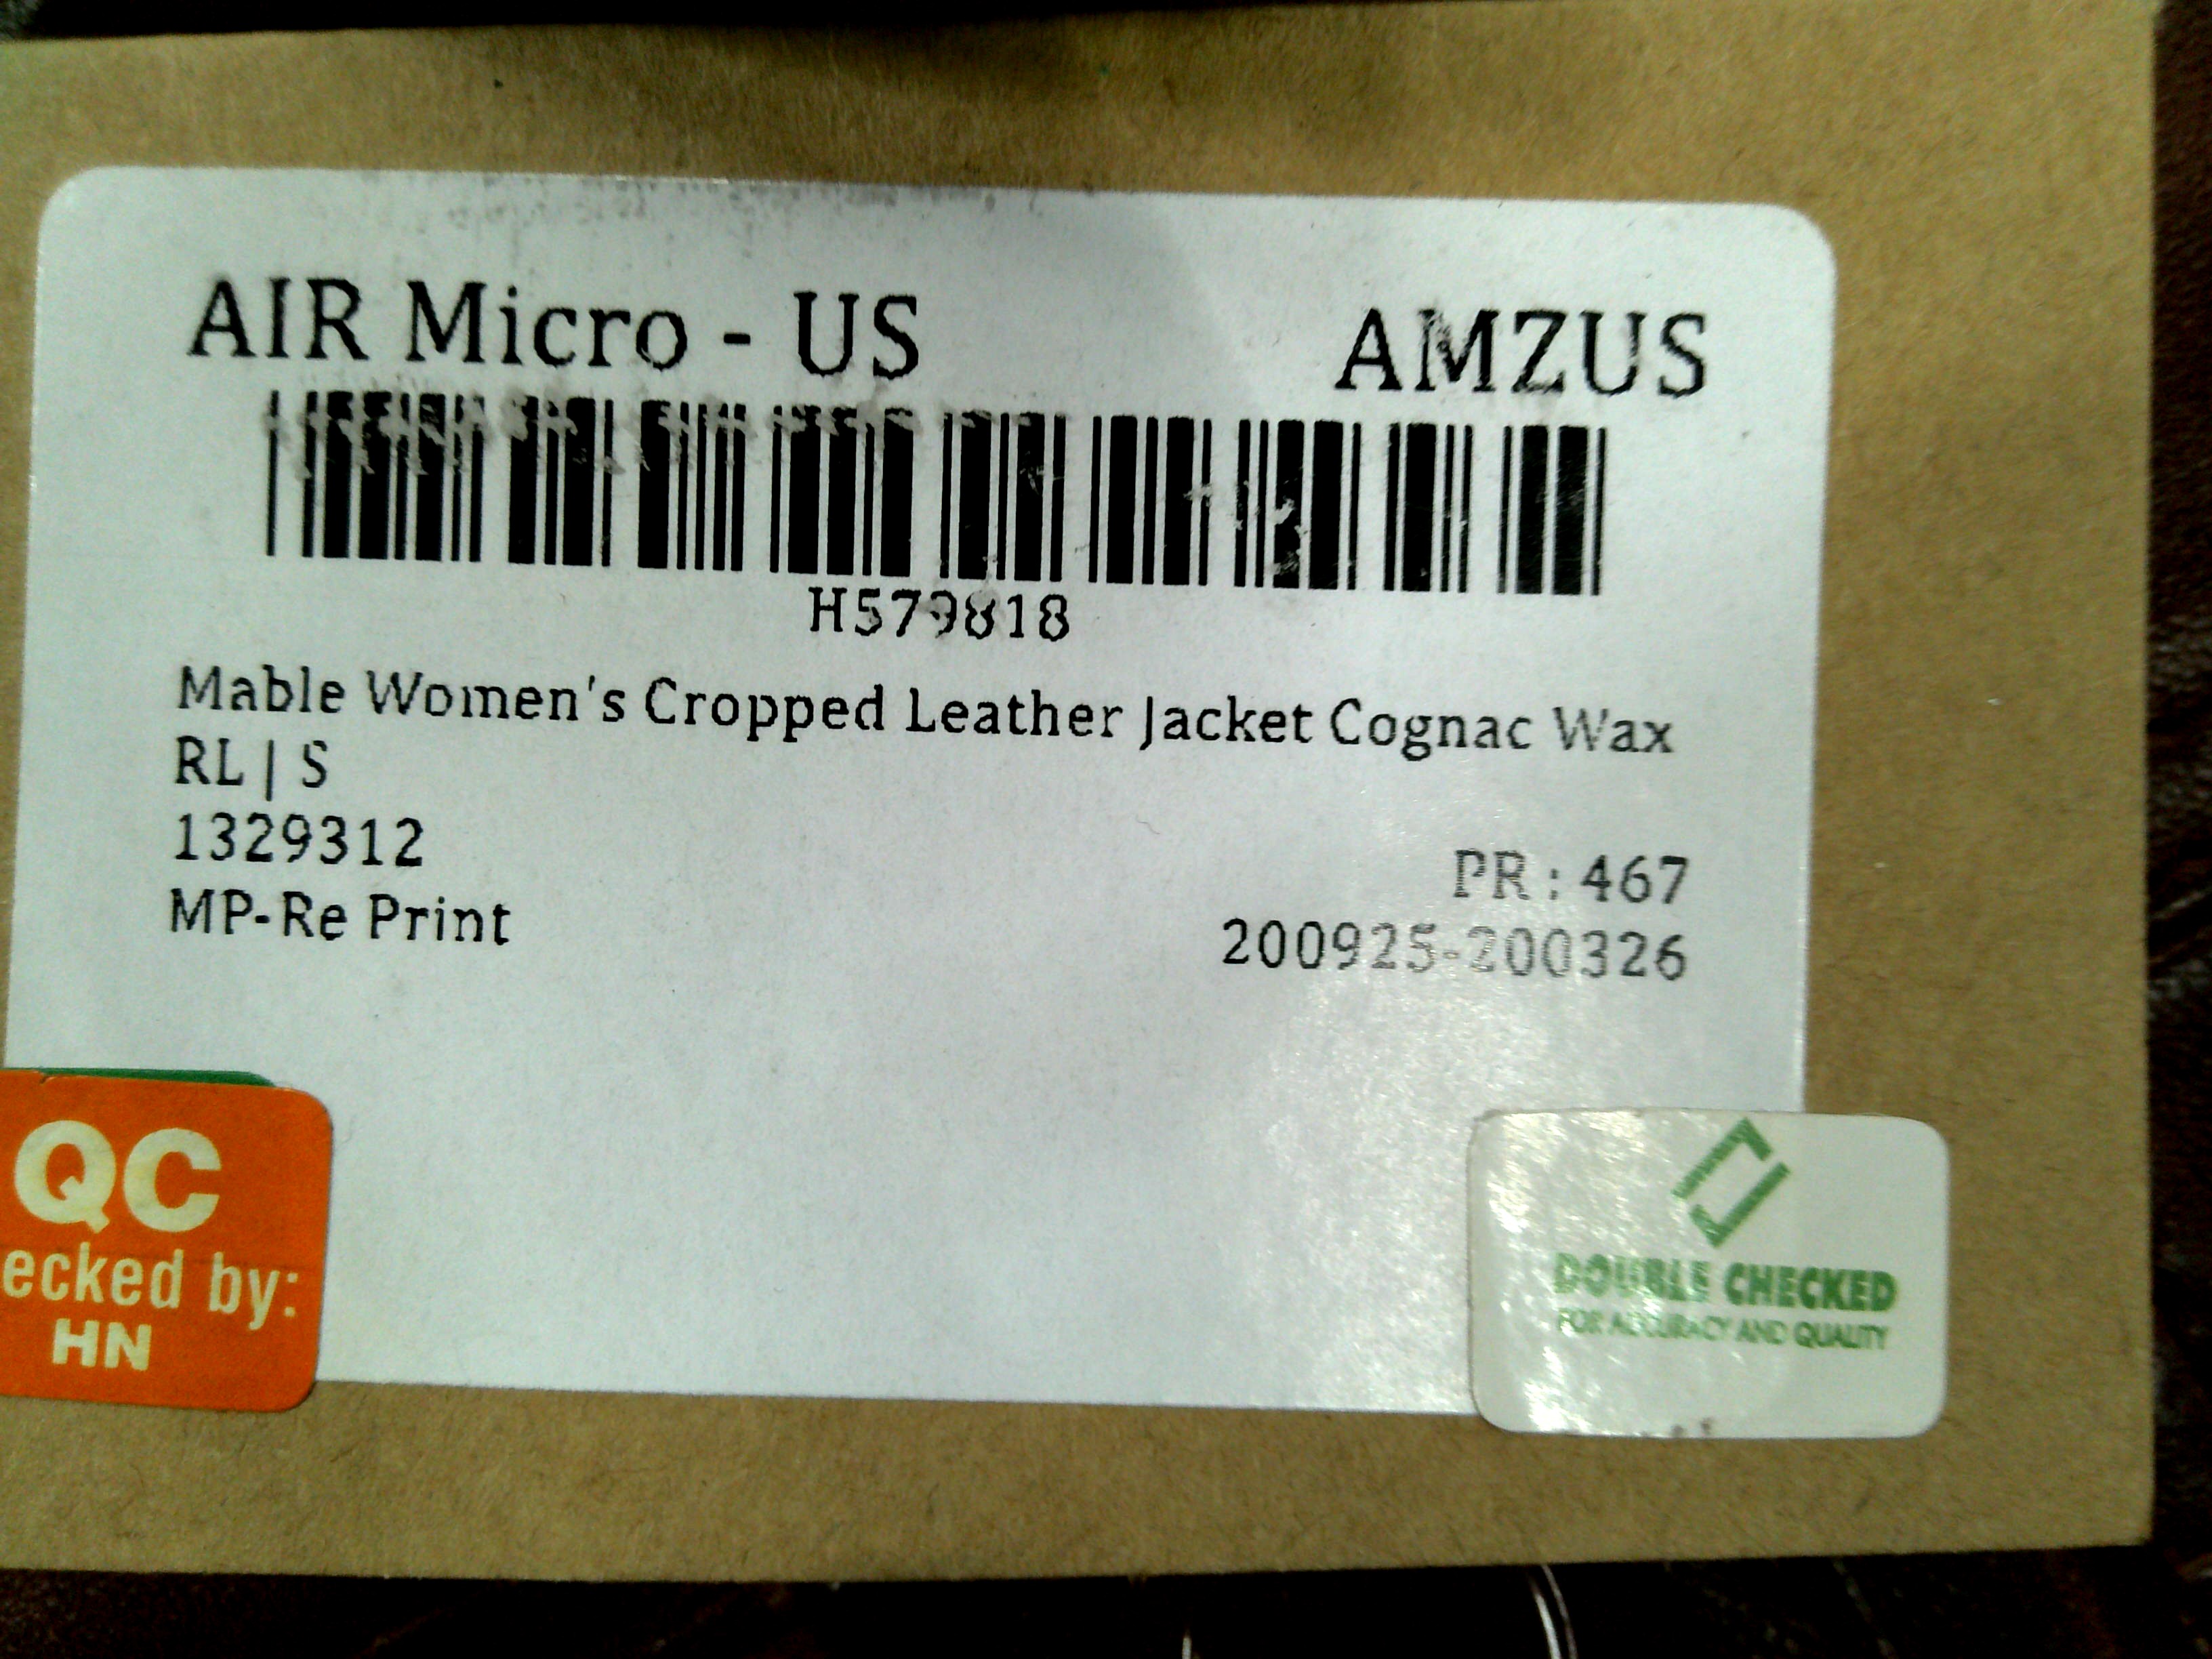 AIR Micro - US AMZUS
H579818
Mable Women's Cropped Leather Jacket Cognac Wax
RL | S
1329312
PR : 467
MP-Re Print
200925-200326
QC
ecked by:
HN
DOUBLE CHECKED
FOR ACCURACY AND QUALITY